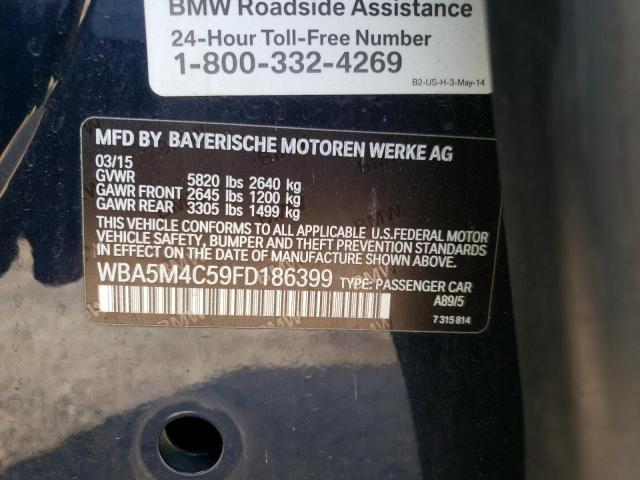 BMW Roadside Assistance
24-Hour Toll-Free Number
1-800-332-4269
B2-US-H-3-May-14
MFD BY BAYERISCHE MOTOREN WERKE AG
03/15
GVWR 5820 lbs 2640 kg
GAWR FRONT 2645 lbs 1200 kg
GAWR REAR 3305 lbs 1499 kg
THIS VEHICLE CONFORMS TO ALL APPLICABLE U.S.FEDERAL MOTOR
VEHICLE SAFETY, BUMPER AND THEFT PREVENTION STANDARDS
IN EFFECT ON THE DATE OF MANUFACTURE SHOWN ABOVE.
WBA5M4C59FD186399 TYPE: PASSENGER CAR
A89/5
7 315 814